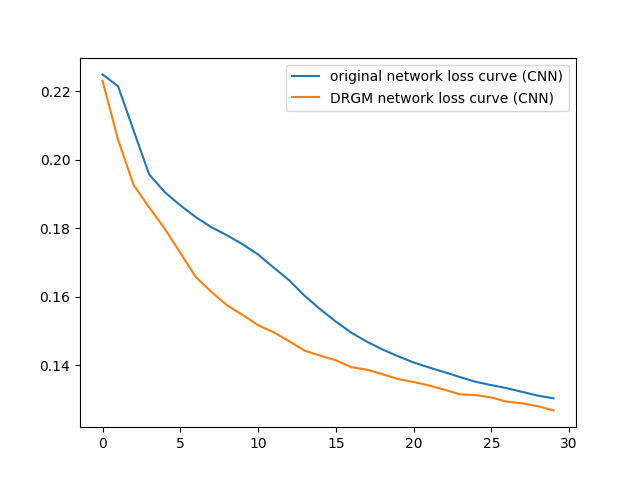 original network loss curve (CNN)
DRGM network loss curve (CNN)
0.22
0.20
0.18
0.16
0.14
0 5 10 15 20 25 30